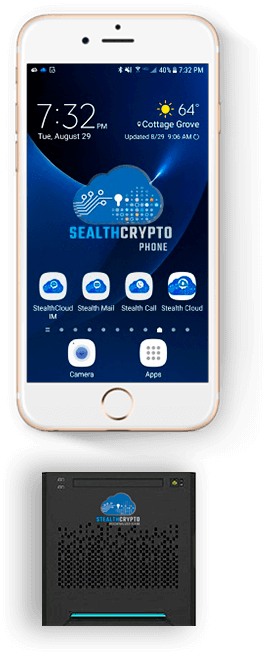 40% 7:32 PM
7:32 PM
Tue, August 29
64°
Cottage Grove
Updated 8/29 9:06 AM
SEALTHCRYPTO
PHONE
StealthCloud IM
Stealth Mail
Stealth Call
Stealth Cloud
Camera
Apps
STEALTHCRYPTO